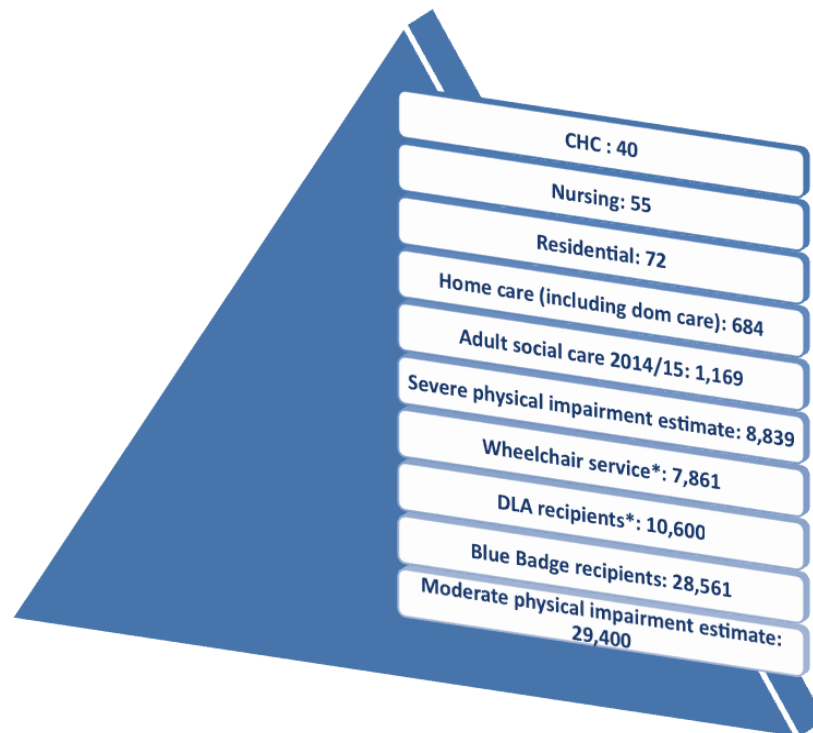 CHC : 40
Nursing: 55
Residential: 72
Home care (including dom care): 684
Adult social care 2014/15: 1,169
Severe physical impairment estimate: 8,839
Wheelchair service*: 7,861
DLA recipients*: 10,600
Blue Badge recipients: 28,561
Moderate physical impairment estimate:
29,400